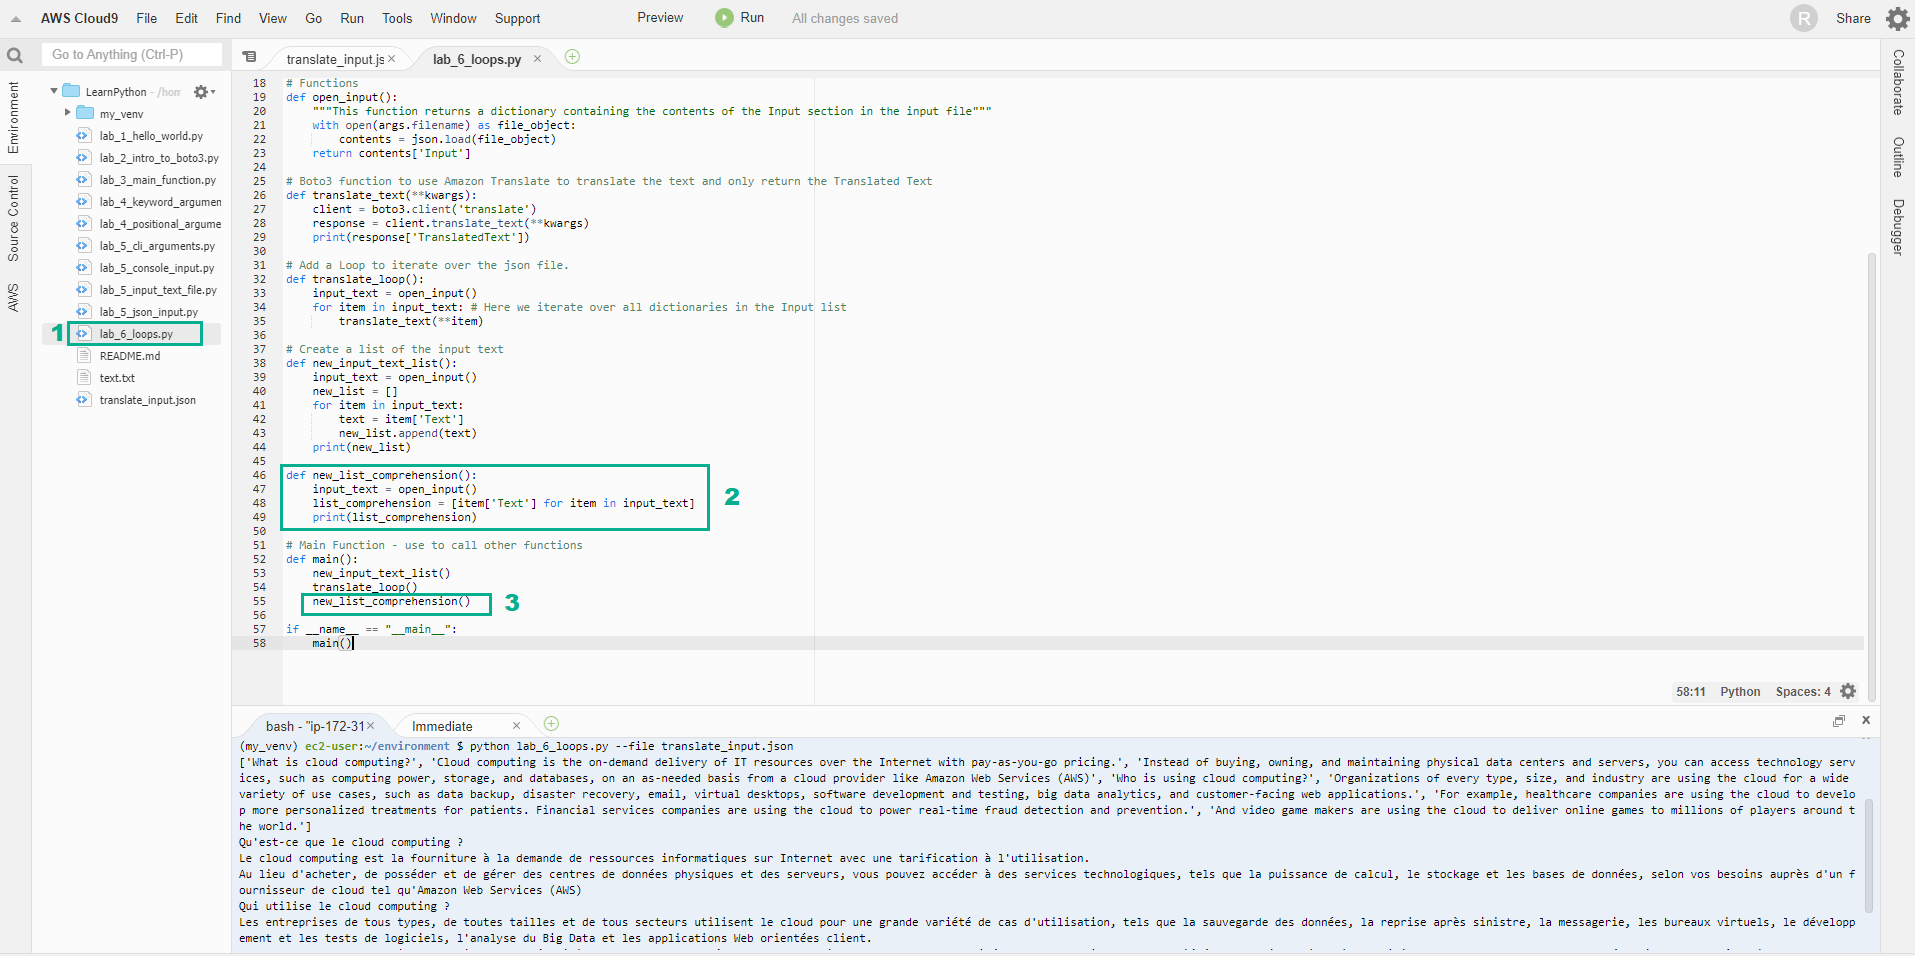 AWS Cloud9 File Edit Find View Go Run Tools Window Support Preview Run All changes saved R Share
Go to Anything (Ctrl-P)
translate_input.js × lab_6_loops.py ×
Environment
Source Control
AWS
LearnPython - /hom
my_venv
lab_1_hello_world.py
lab_2_intro_to_boto3.py
lab_3_main_function.py
lab_4_keyword_argumen
lab_4_positional_argume
lab_5_cli_arguments.py
lab_5_console_input.py
lab_5_input_text_file.py
lab_5_json_input.py
1 lab_6_loops.py
README.md
text.txt
translate_input.json
18 # Functions
19 def open_input():
20 """This function returns a dictionary containing the contents of the Input section in the input file"""
21 with open(args.filename) as file_object:
22 contents = json.load(file_object)
23 return contents['Input']
24
25 # Boto3 function to use Amazon Translate to translate the text and only return the Translated Text
26 def translate_text(**kwargs):
27 client = boto3.client('translate')
28 response = client.translate_text(**kwargs)
29 print(response['TranslatedText'])
30
31 # Add a Loop to iterate over the json file.
32 def translate_loop():
33 input_text = open_input()
34 for item in input_text: # Here we iterate over all dictionaries in the Input list
35 translate_text(**item)
36
37 # Create a list of the input text
38 def new_input_text_list():
39 input_text = open_input()
40 new_list = []
41 for item in input_text:
42 text = item['Text']
43 new_list.append(text)
44 print(new_list)
45
46 def new_list_comprehension():
47 input_text = open_input()
48 list_comprehension = [item['Text'] for item in input_text]
49 print(list_comprehension)
2
50
51 # Main Function - use to call other functions
52 def main():
53 new_input_text_list()
54 translate_loop()
55 new_list_comprehension()
3
56
57 if __name__ == "__main__":
58 main()
58:11 Python Spaces: 4
Collaborate
Outline
Debugger
bash - "ip-172-31 × Immediate ×
(my_venv) ec2-user:~/environment $ python lab_6_loops.py --file translate_input.json
['What is cloud computing?', 'Cloud computing is the on-demand delivery of IT resources over the Internet with pay-as-you-go pricing.', 'Instead of buying, owning, and maintaining physical data centers and servers, you can access technology serv
ices, such as computing power, storage, and databases, on an as-needed basis from a cloud provider like Amazon Web Services (AWS)', 'Who is using cloud computing?', 'Organizations of every type, size, and industry are using the cloud for a wide
variety of use cases, such as data backup, disaster recovery, email, virtual desktops, software development and testing, big data analytics, and customer-facing web applications.', 'For example, healthcare companies are using the cloud to develo
p more personalized treatments for patients. Financial services companies are using the cloud to power real-time fraud detection and prevention.', 'And video game makers are using the cloud to deliver online games to millions of players around t
he world.']
Qu'est-ce que le cloud computing ?
Le cloud computing est la fourniture à la demande de ressources informatiques sur Internet avec une tarification à l'utilisation.
Au lieu d'acheter, de posséder et de gérer des centres de données physiques et des serveurs, vous pouvez accéder à des services technologiques, tels que la puissance de calcul, le stockage et les bases de données, selon vos besoins auprès d'un f
ournisseur de cloud tel qu'Amazon Web Services (AWS)
Qui utilise le cloud computing ?
Les entreprises de tous types, de toutes tailles et de tous secteurs utilisent le cloud pour une grande variété de cas d'utilisation, tels que la sauvegarde des données, la reprise après sinistre, la messagerie, les bureaux virtuels, le développ
ement et les tests de logiciels, l'analyse du Big Data et les applications Web orientées client.